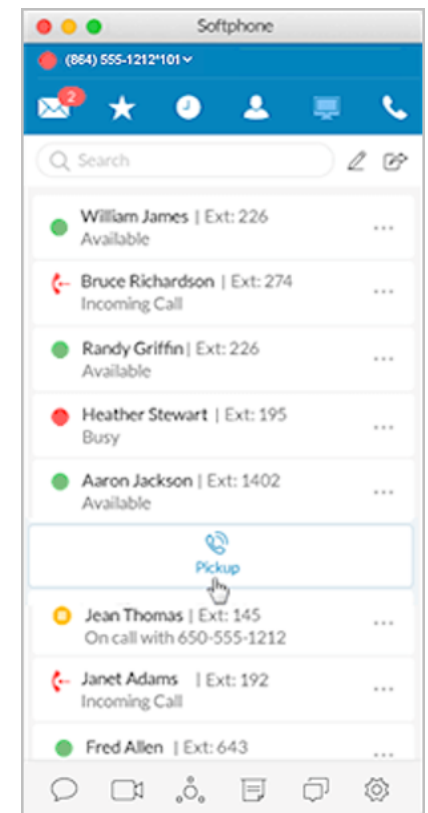 Softphone
(864) 555-1212*101
2
Search
William James | Ext: 226
Available
Bruce Richardson | Ext: 274
Incoming Call
Randy Griffin | Ext: 226
Available
Heather Stewart | Ext: 195
Busy
Aaron Jackson | Ext: 1402
Available
Pickup
Jean Thomas | Ext: 145
On call with 650-555-1212
Janet Adams | Ext: 192
Incoming Call
Fred Allen | Ext: 643